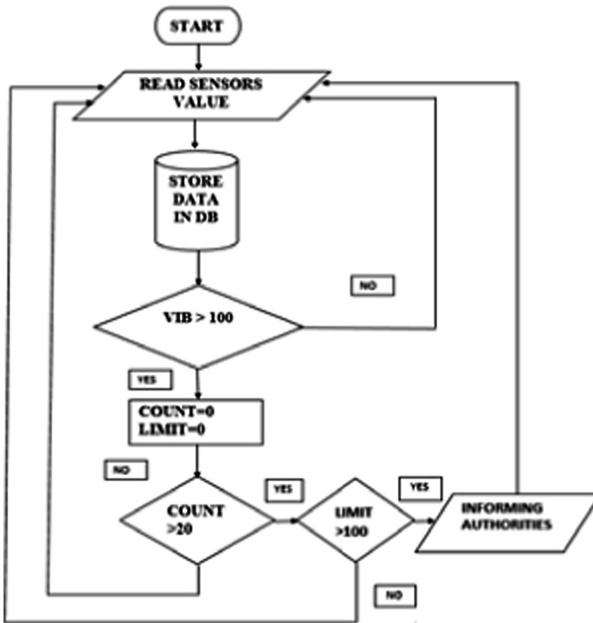 START
READ SENSORS
VALUE
STORE
DATA
IN DB
NO
VIB > 100
YES
COUNT=0
LIMIT=0
NO
YES
YES
COUNT
>20
LIMIT
>100
INFORMING
AUTHORITIES
NO